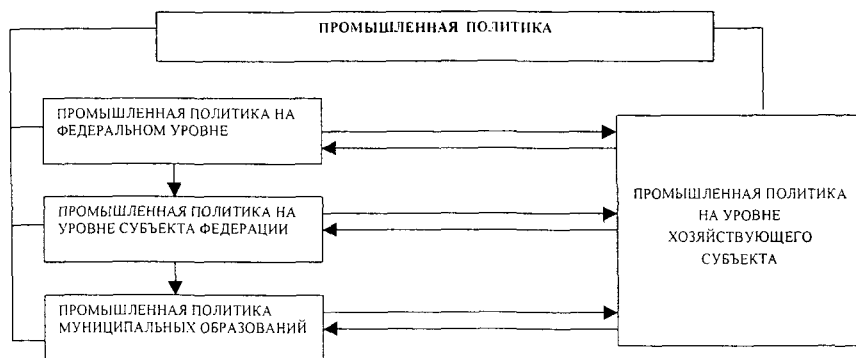 ПРОМЫШЛЕННАЯ ПОЛИТИКА
ПРОМЫШЛЕННАЯ ПОЛИТИКА НА
ФЕДЕРАЛЬНОМ УРОВНЕ
ПРОМЫШЛЕННАЯ ПОЛИТИКА НА
УРОВНЕ СУБЪЕКТА ФЕДЕРАЦИИ
ПРОМЫШЛЕННАЯ ПОЛИТИКА
МУНИЦИПАЛЬНЫХ ОБРАЗОВАНИЙ
ПРОМЫШЛЕННАЯ ПОЛИТИКА
НА УРОВНЕ
ХОЗЯЙСТВУЮЩЕГО
СУБЪЕКТА